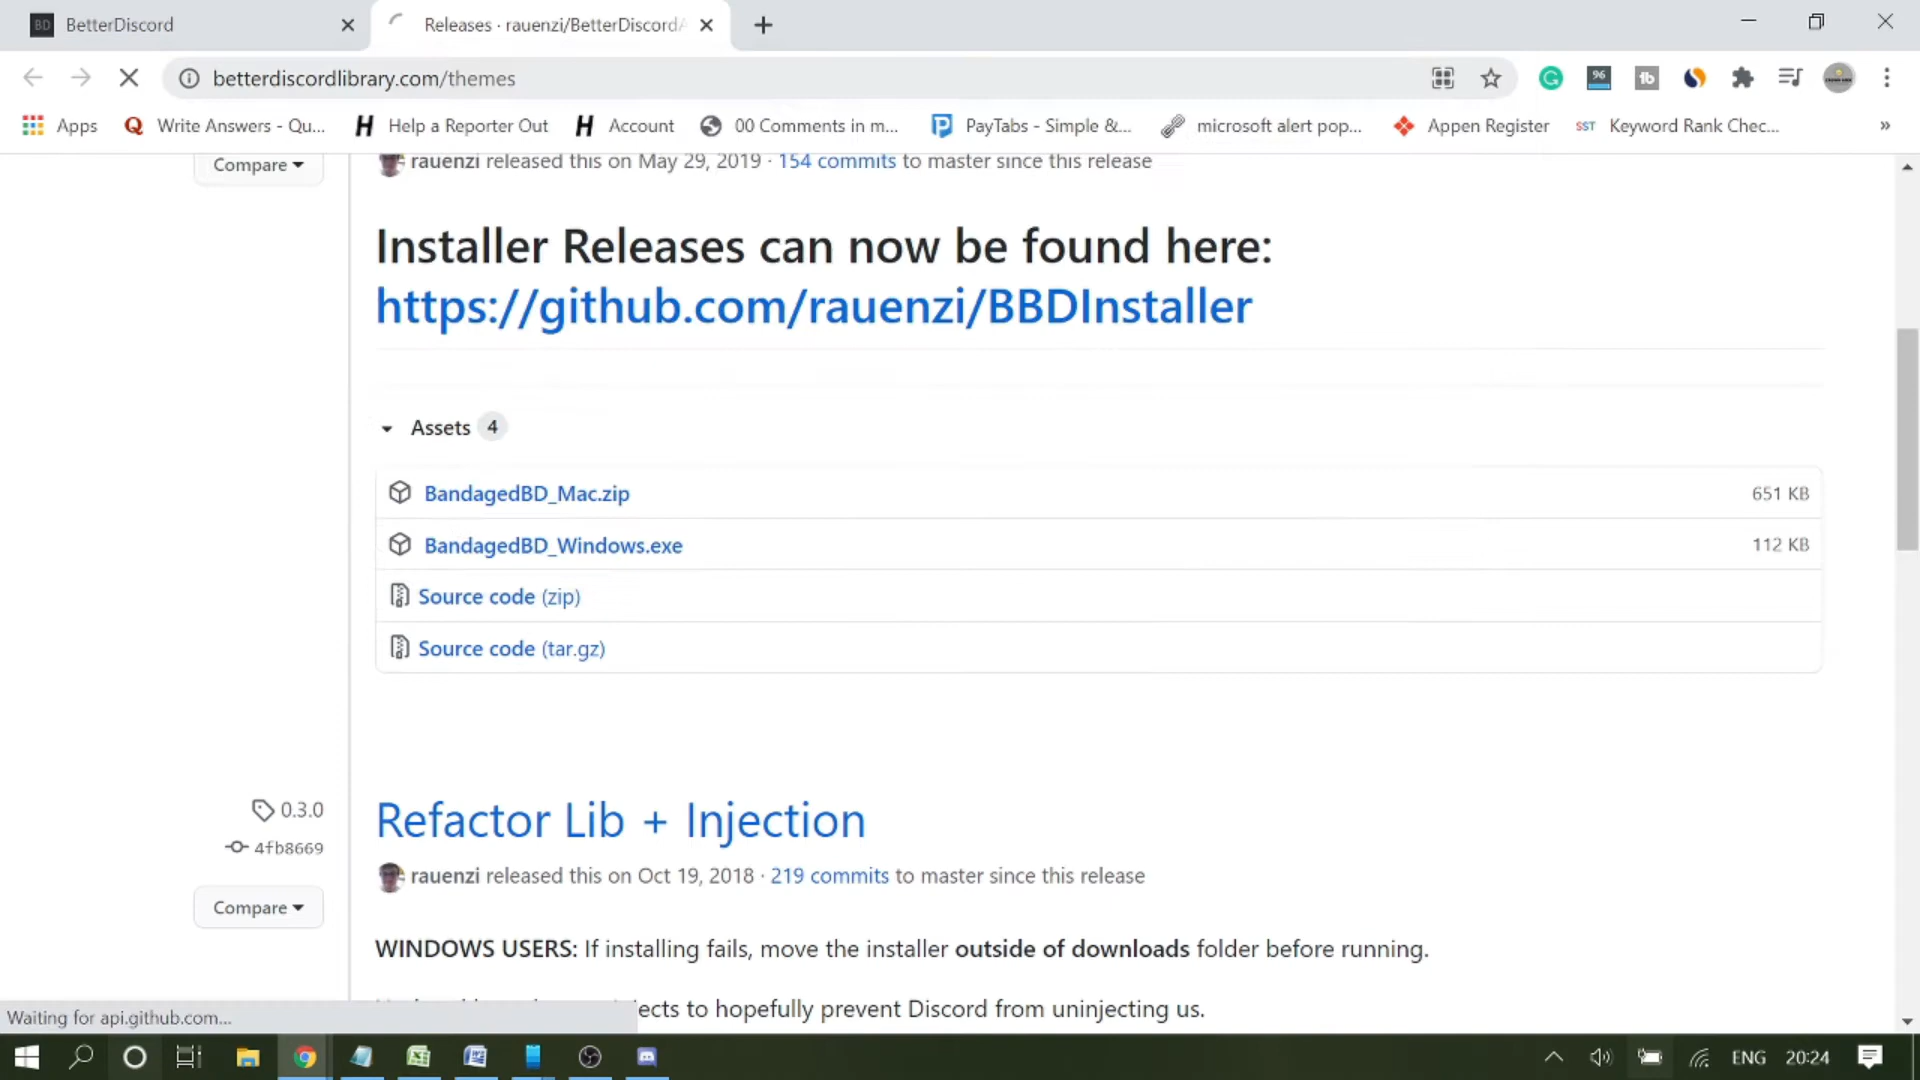 BD BetterDiscord
Releases · rauenzi/BetterDiscordA
betterdiscordlibrary.com/themes
96
tb
Apps
Write Answers - Qu...
H Help a Reporter Out
H Account
00 Comments in m...
PayTabs - Simple &...
microsoft alert pop...
Appen Register
SST Keyword Rank Chec...
»
Compare
rauenzi released this on May 29, 2019 · 154 commits to master since this release
Installer Releases can now be found here:
https://github.com/rauenzi/BBDInstaller
Assets 4
BandagedBD_Mac.zip 651 KB
BandagedBD_Windows.exe 112 KB
Source code (zip)
Source code (tar.gz)
0.3.0
4fb8669
Compare
Refactor Lib + Injection
rauenzi released this on Oct 19, 2018 · 219 commits to master since this release
WINDOWS USERS: If installing fails, move the installer outside of downloads folder before running.
to hopefully prevent Discord from uninjecting us.
Waiting for api.github.com...
ENG 20:24